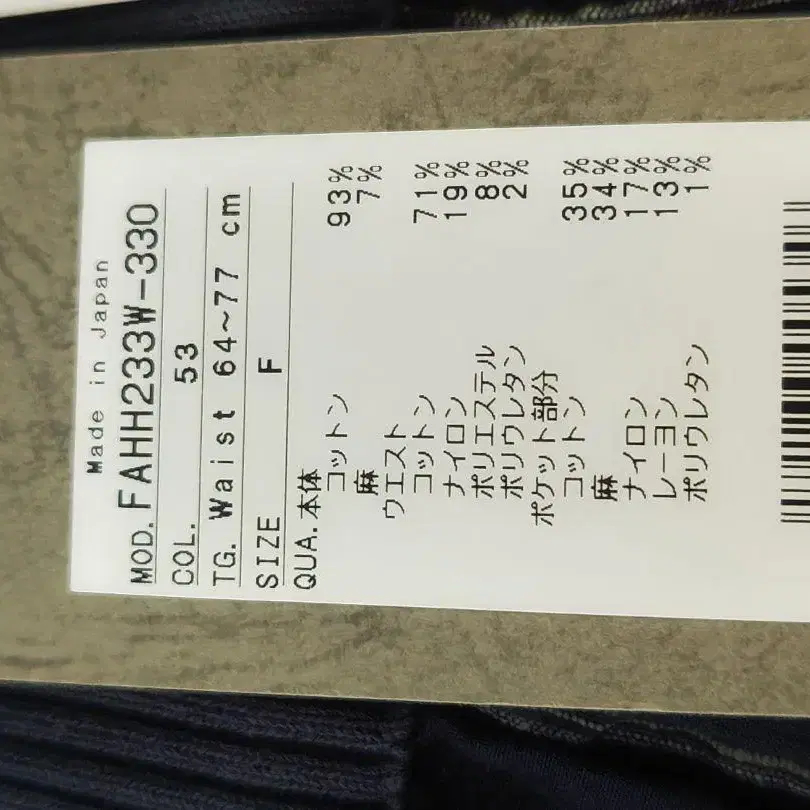 Made in Japan
MOD. FAHH233W-330
COL. 53
TG. Waist 64~77 cm
SIZE F
QUA. 本体
コットン 93%
麻 7%
ウエスト
コットン 71%
ナイロン 19%
ポリエステル 8%
ポリウレタン 2%
ポケット部分
コットン 35%
麻 34%
ナイロン 17%
レーヨン 13%
ポリウレタン 1%